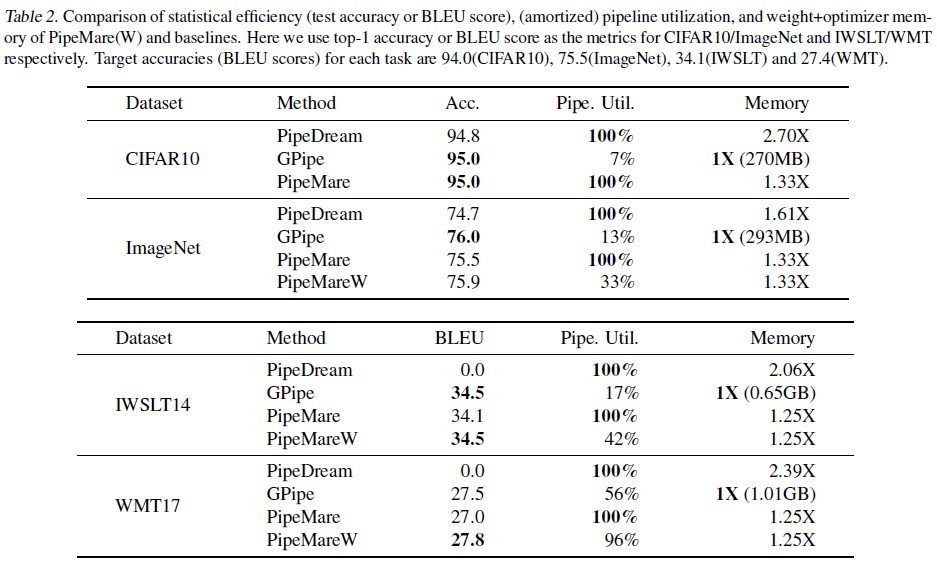 Table 2. Comparison of statistical efficiency (test accuracy or BLEU score), (amortized) pipeline utilization, and weight+optimizer mem-
ory of PipeMare(W) and baselines. Here we use top-1 accuracy or BLEU score as the metrics for CIFAR10/ImageNet and IWSLT/WMT
respectively. Target accuracies (BLEU scores) for each task are 94.0(CIFAR10), 75.5(ImageNet), 34.1(IWSLT) and 27.4(WMT).
Dataset Method Acc. Pipe. Util. Memory
PipeDream 94.8 100% 2.70X
CIFAR10 GPipe 95.0 7% 1X (270MB)
PipeMare 95.0 100% 1.33X
PipeDream 74.7 100% 1.61X
ImageNet GPipe 76.0 13% 1X (293MB)
PipeMare 75.5 100% 1.33X
PipeMareW 75.9 33% 1.33X
Dataset Method BLEU Pipe. Util. Memory
PipeDream 0.0 100% 2.06X
IWSLT14 GPipe 34.5 17% 1X (0.65GB)
PipeMare 34.1 100% 1.25X
PipeMareW 34.5 42% 1.25X
PipeDream 0.0 100% 2.39X
WMT17 GPipe 27.5 56% 1X (1.01GB)
PipeMare 27.0 100% 1.25X
PipeMareW 27.8 96% 1.25X